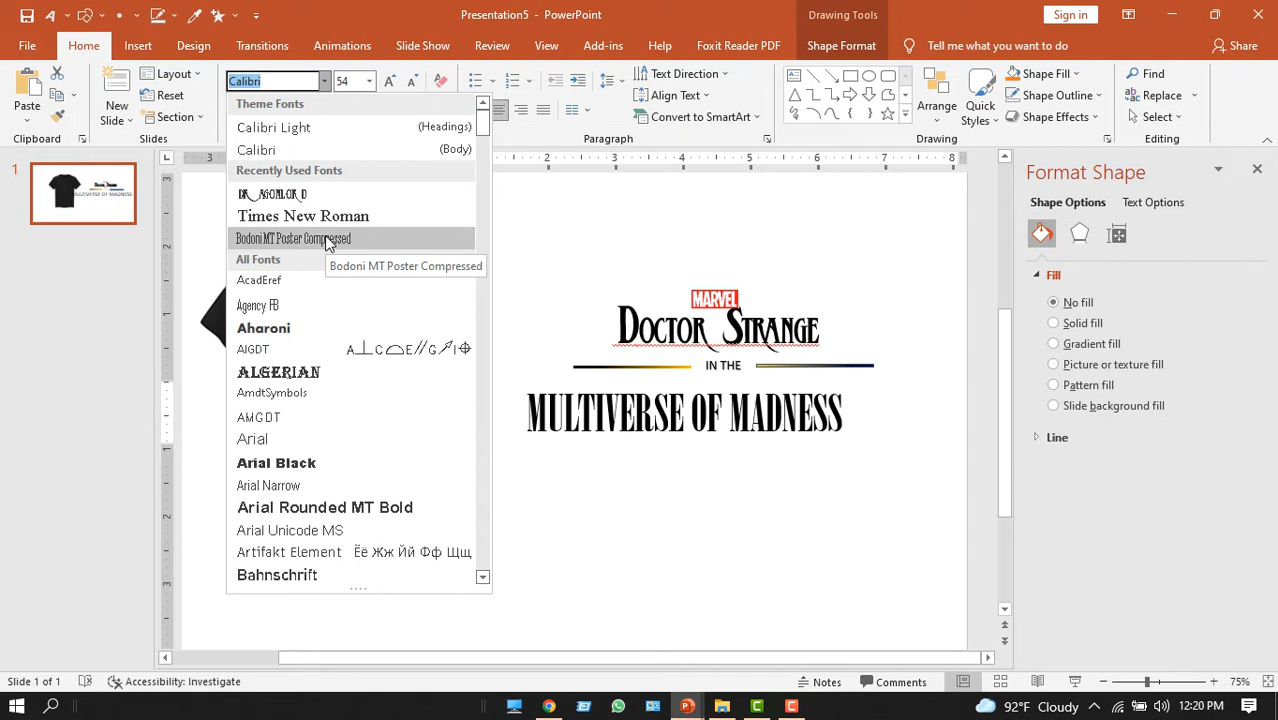 Presentation5 - PowerPoint
Drawing Tools
Sign in
File
Home
Insert
Design
Transitions
Animations
Slide Show
Review
View
Add-ins
Help
Foxit Reader PDF
Shape Format
Tell me what you want to do
Share
Paste
Clipboard
New
Slide
Layout
Reset
Section
Slides
Calibri
54
Text Direction
Align Text
Convert to SmartArt
Paragraph
Arrange
Quick
Styles
Shape Fill
Shape Outline
Shape Effects
Drawing
Find
Replace
Select
Editing
Theme Fonts
Calibri Light (Headings)
Calibri (Body)
Recently Used Fonts
Times New Roman
Bodoni MT Poster Compressed
Bodoni MT Poster Compressed
All Fonts
AcadEref
Agency FB
Aharoni
AIGDT
ALGERIAN
AmdtSymbols
AMGDT
Arial
Arial Black
Arial Narrow
Arial Rounded MT Bold
Arial Unicode MS
Artifakt Element Ёё Жж Йй Фф Щщ
Bahnschrift
1
3
2
3
4
5
6
7
MARVEL
DOCTOR STRANGE
IN THE
MULTIVERSE OF MADNESS
Format Shape
Shape Options
Text Options
Fill
No fill
Solid fill
Gradient fill
Picture or texture fill
Pattern fill
Slide background fill
Line
Slide 1 of 1
Accessibility: Investigate
Notes
Comments
75%
92°F Cloudy
12:20 PM